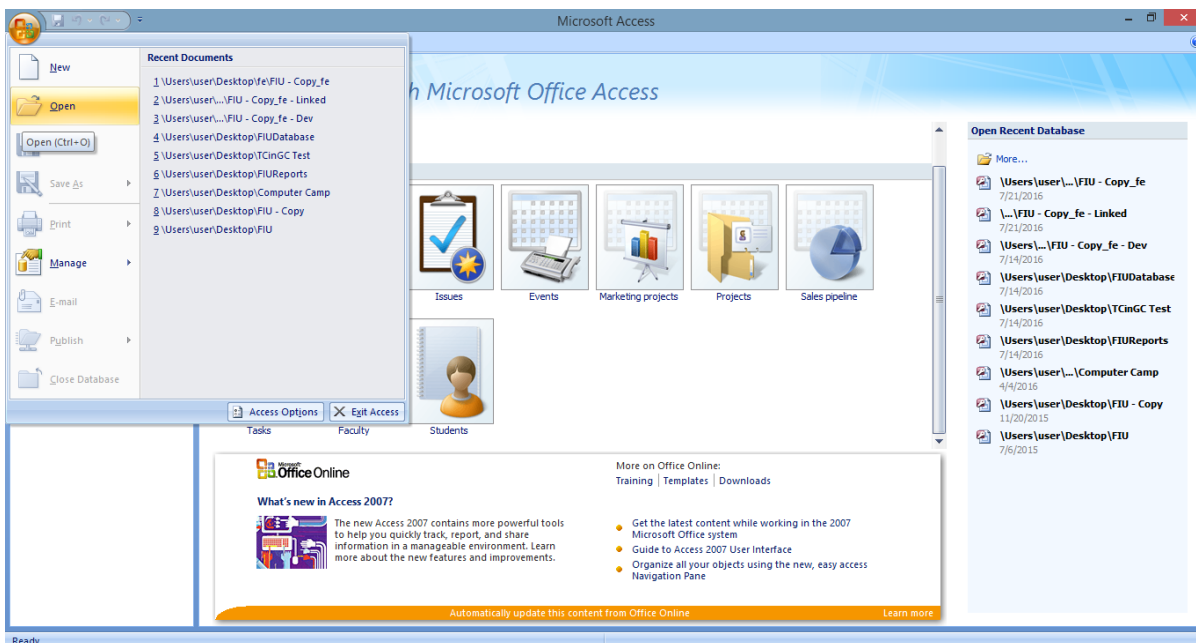 Microsoft Access
New
Open
Open (Ctrl+O)
Save As
Print
Manage
E-mail
Publish
Close Database
Recent Documents
1 \Users\user\Desktop\fe\FIU - Copy_fe
2 \Users\user\...\FIU - Copy_fe - Linked
3 \Users\user\...\FIU - Copy_fe - Dev
4 \Users\user\Desktop\FIUDatabase
5 \Users\user\Desktop\TCinGC Test
6 \Users\user\Desktop\FIUReports
7 \Users\user\Desktop\Computer Camp
8 \Users\user\Desktop\FIU - Copy
9 \Users\user\Desktop\FIU
Access Options
Exit Access
Microsoft Office Access
Issues
Events
Marketing projects
Projects
Sales pipeline
Tasks
Faculty
Students
Microsoft
Office Online
What's new in Access 2007?
The new Access 2007 contains more powerful tools
to help you quickly track, report, and share
information in a manageable environment. Learn
more about the new features and improvements.
More on Office Online:
Training | Templates | Downloads
Get the latest content while working in the 2007
Microsoft Office system
Guide to Access 2007 User Interface
Organize all your objects using the new, easy access
Navigation Pane
Automatically update this content from Office Online
Learn more
Open Recent Database
More...
\Users\user\...\FIU - Copy_fe
7/21/2016
\...\FIU - Copy_fe - Linked
7/21/2016
\Users\...\FIU - Copy_fe - Dev
7/14/2016
\Users\user\Desktop\FIUDatabase
7/14/2016
\Users\user\Desktop\TCinGC Test
7/14/2016
\Users\user\Desktop\FIUReports
7/14/2016
\Users\user\...\Computer Camp
4/4/2016
\Users\user\Desktop\FIU - Copy
11/20/2015
\Users\user\Desktop\FIU
7/6/2015
Ready